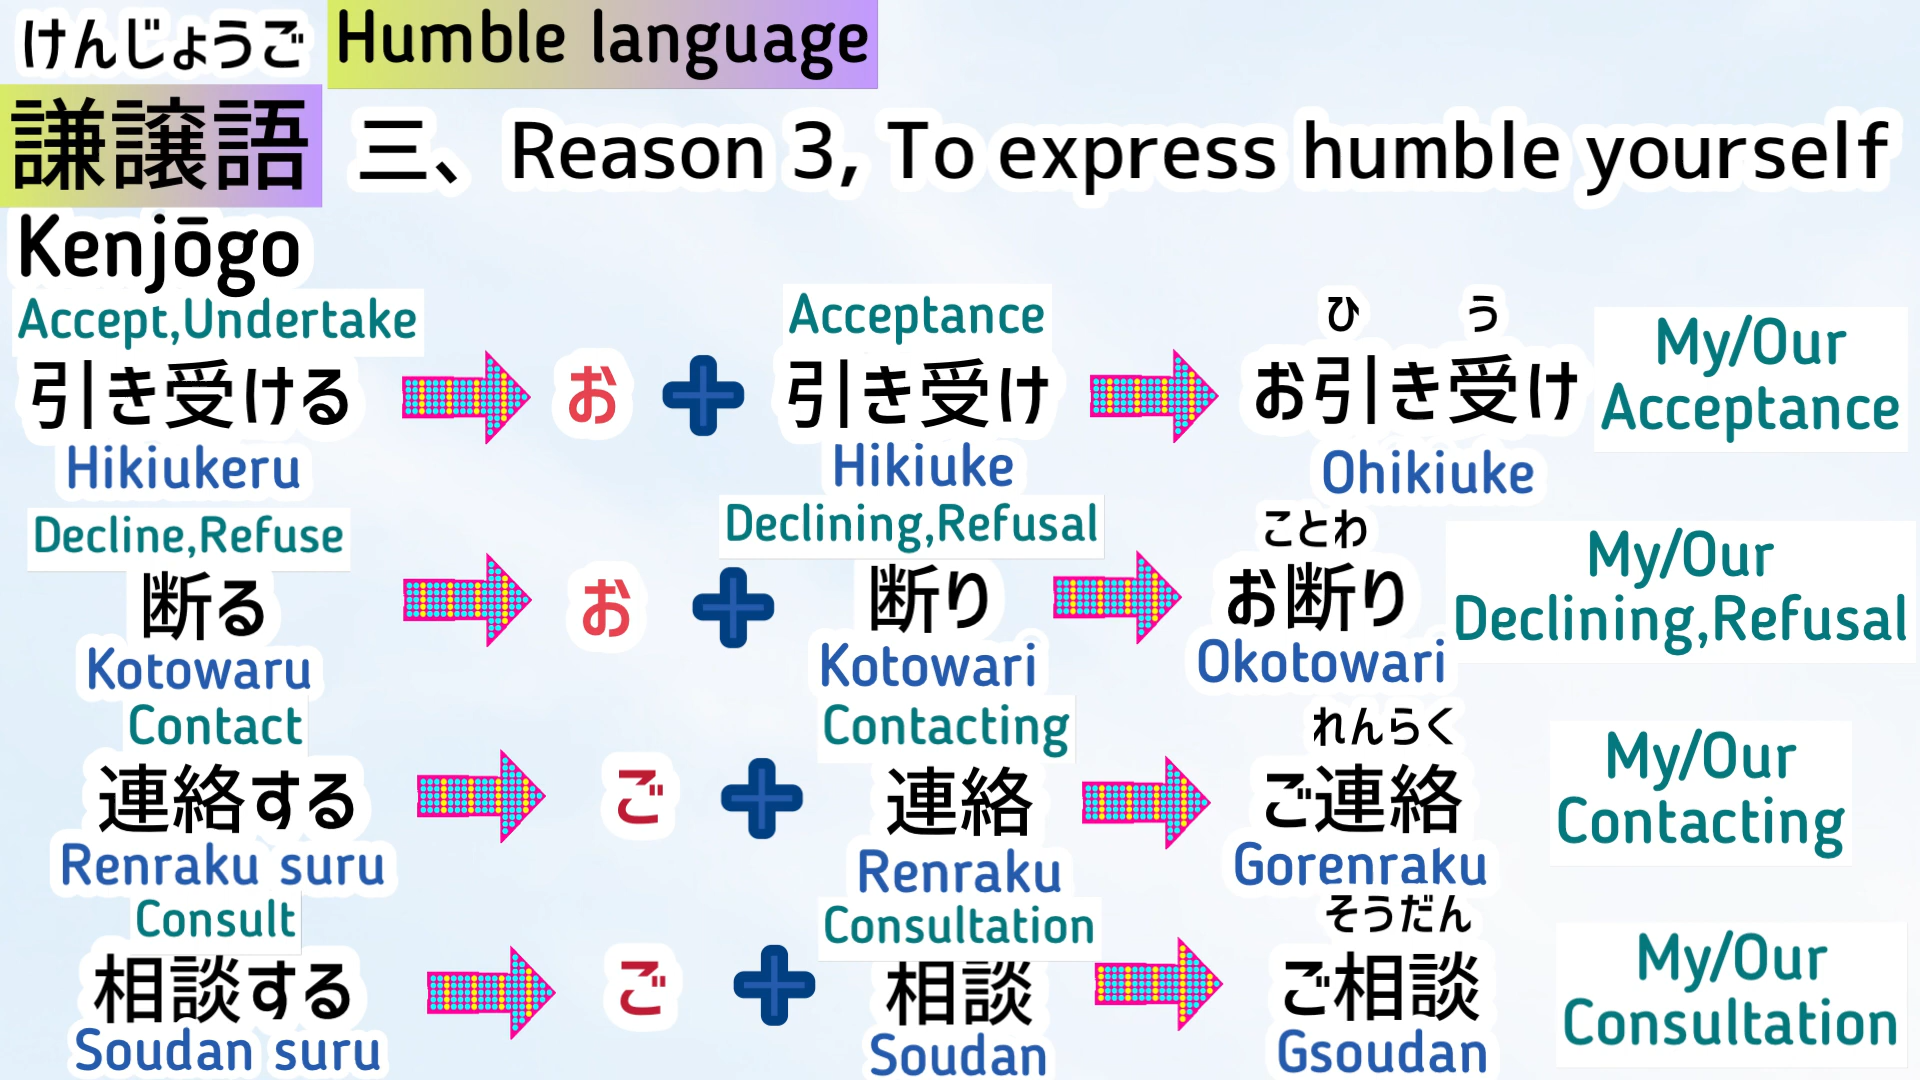 けんじょうご Humble language
謙譲語 三、Reason 3, To express humble yourself
Kenjōgo
Accept,Undertake Acceptance ひ う My/Our
引き受ける お 引き受け お引き受け Acceptance
Hikiukeru Hikiuke Ohikiuke
Decline,Refuse Declining,Refusal ことわ My/Our
断る お 断り お断り Declining,Refusal
Kotowaru Kotowari Okotowari
Contact Contacting れんらく My/Our
連絡する ご 連絡 ご連絡 Contacting
Renraku suru Renraku Gorenraku
Consult Consultation そうだん My/Our
相談する ご 相談 ご相談 Consultation
Soudan suru Soudan Gsoudan